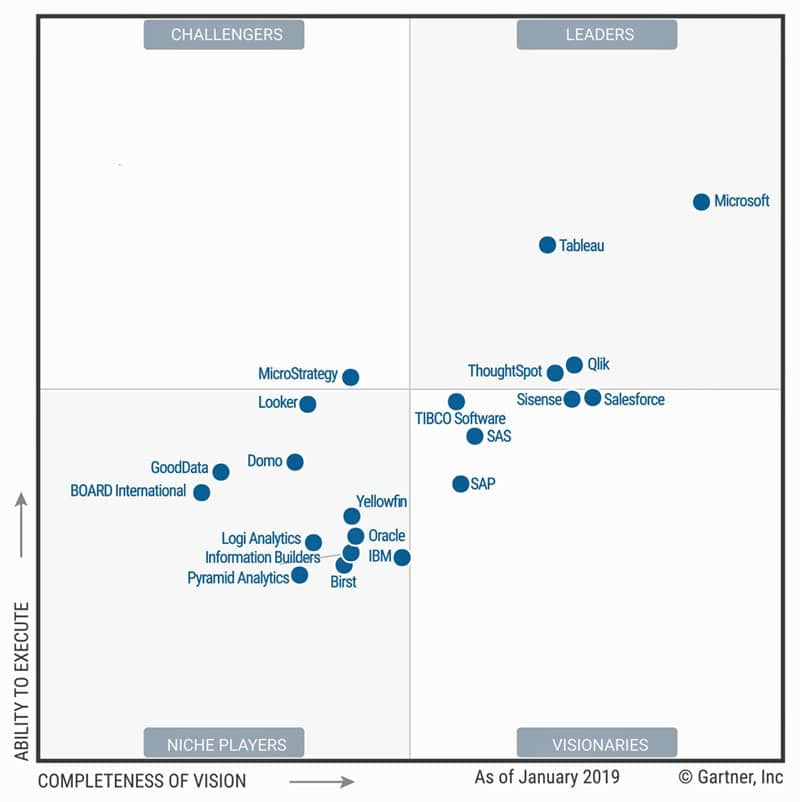 CHALLENGERS
LEADERS
Microsoft
Tableau
Qlik
ThoughtSpot
MicroStrategy
Looker
Sisense
Salesforce
TIBCO Software
SAS
Domo
GoodData
BOARD International
SAP
Yellowfin
Oracle
Logi Analytics
Information Builders
IBM
Pyramid Analytics
Birst
ABILITY TO EXECUTE
NICHE PLAYERS
VISIONARIES
COMPLETENESS OF VISION
As of January 2019
© Gartner, Inc